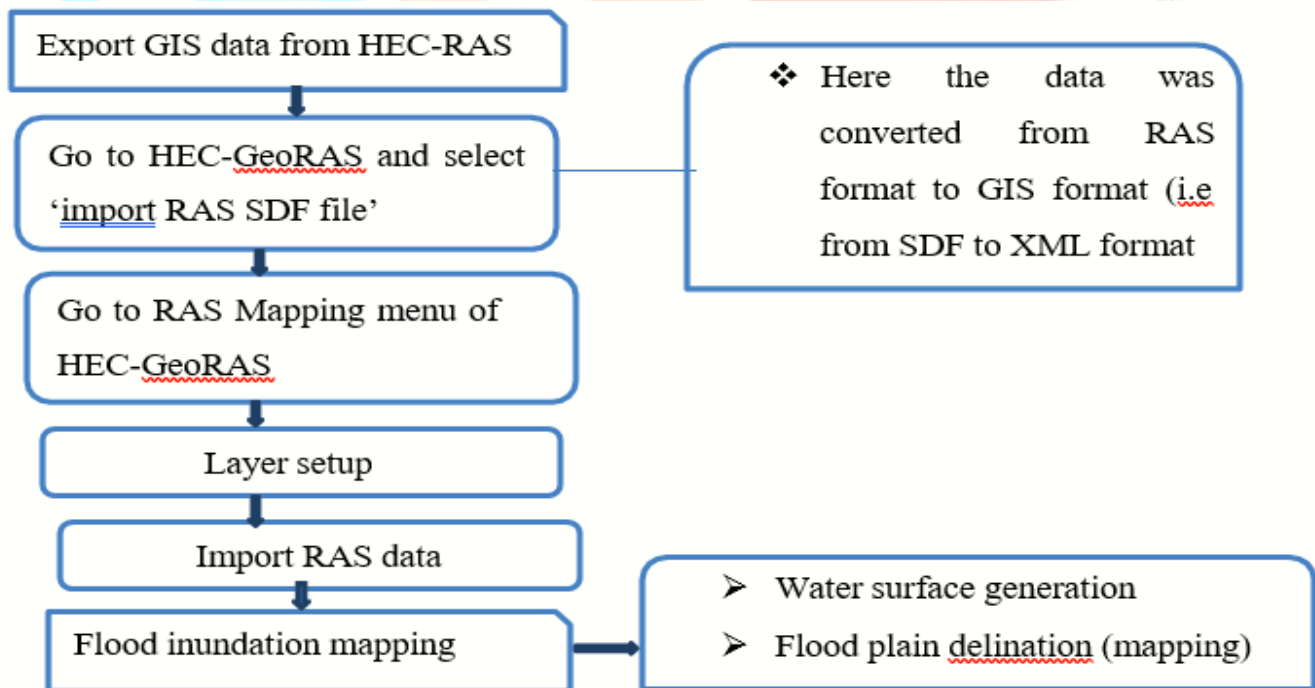 Export GIS data from HEC-RAS
Go to HEC-GeoRAS and select
‘import RAS SDF file’
❖ Here the data was
converted from RAS
format to GIS format (i.e
from SDF to XML format
Go to RAS Mapping menu of
HEC-GeoRAS
Layer setup
Import RAS data
Flood inundation mapping
➢ Water surface generation
➢ Flood plain delination (mapping)